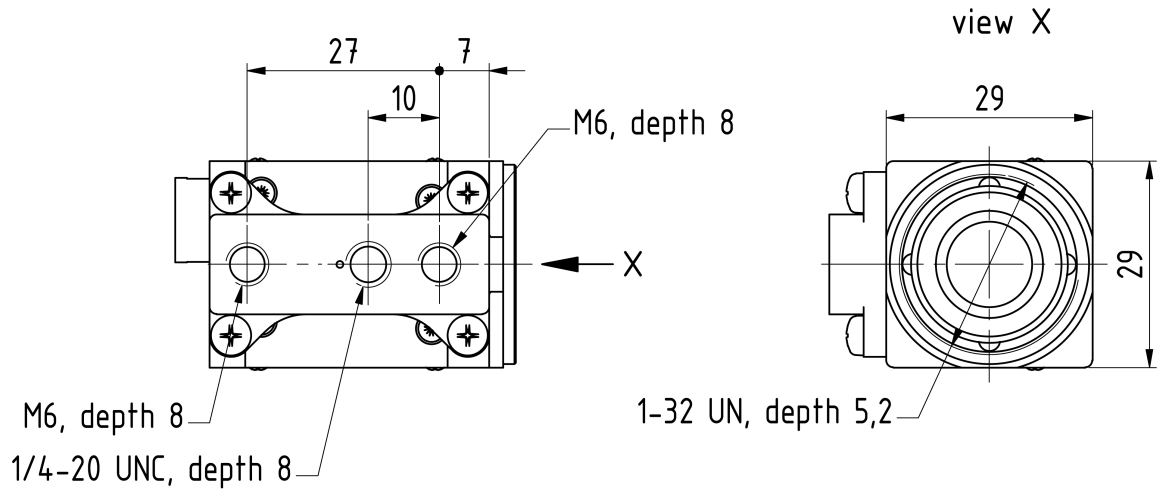 view X
27
7
10
29
M6, depth 8
X
29
M6, depth 8
1-32 UN, depth 5,2
1/4-20 UNC, depth 8